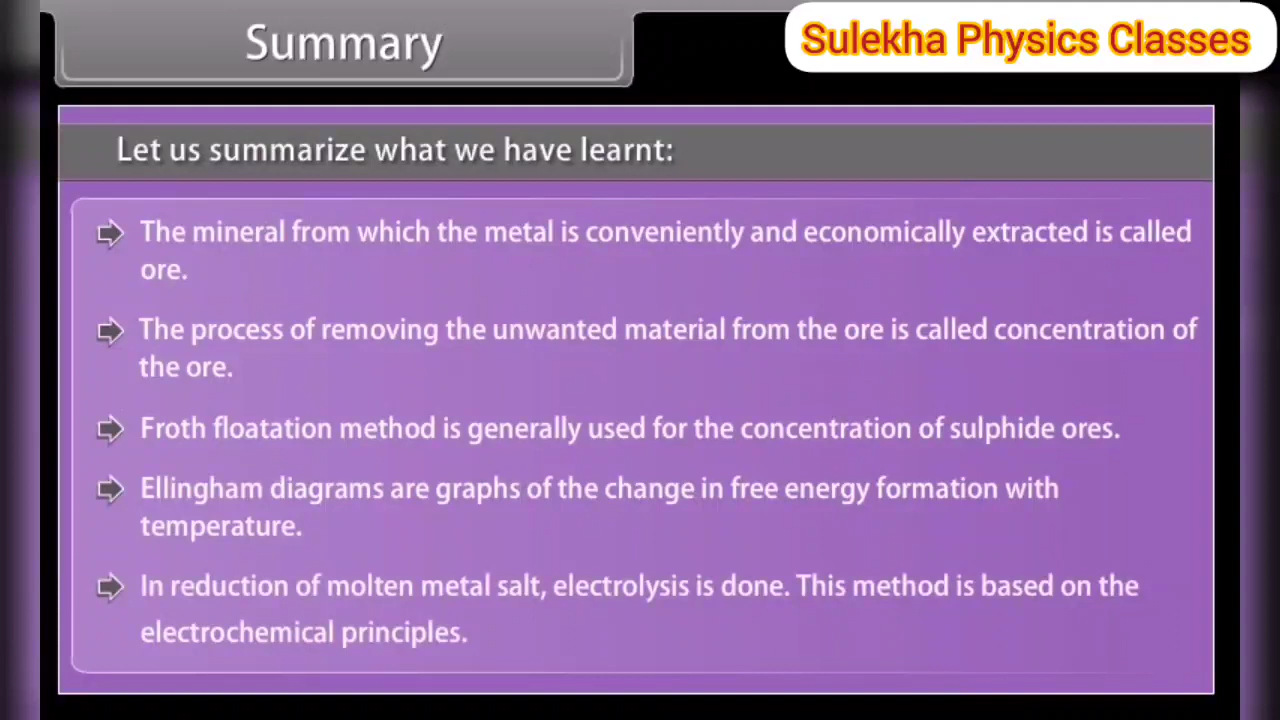 Summary
Sulekha Physics Classes
Let us summarize what we have learnt:
The mineral from which the metal is conveniently and economically extracted is called
ore.
The process of removing the unwanted material from the ore is called concentration of
the ore.
Froth floatation method is generally used for the concentration of sulphide ores.
Ellingham diagrams are graphs of the change in free energy formation with
temperature.
In reduction of molten metal salt, electrolysis is done. This method is based on the
electrochemical principles.